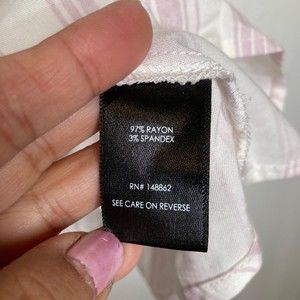 97% RAYON
3% SPANDEX
RN# 148862
SEE CARE ON REVERSE